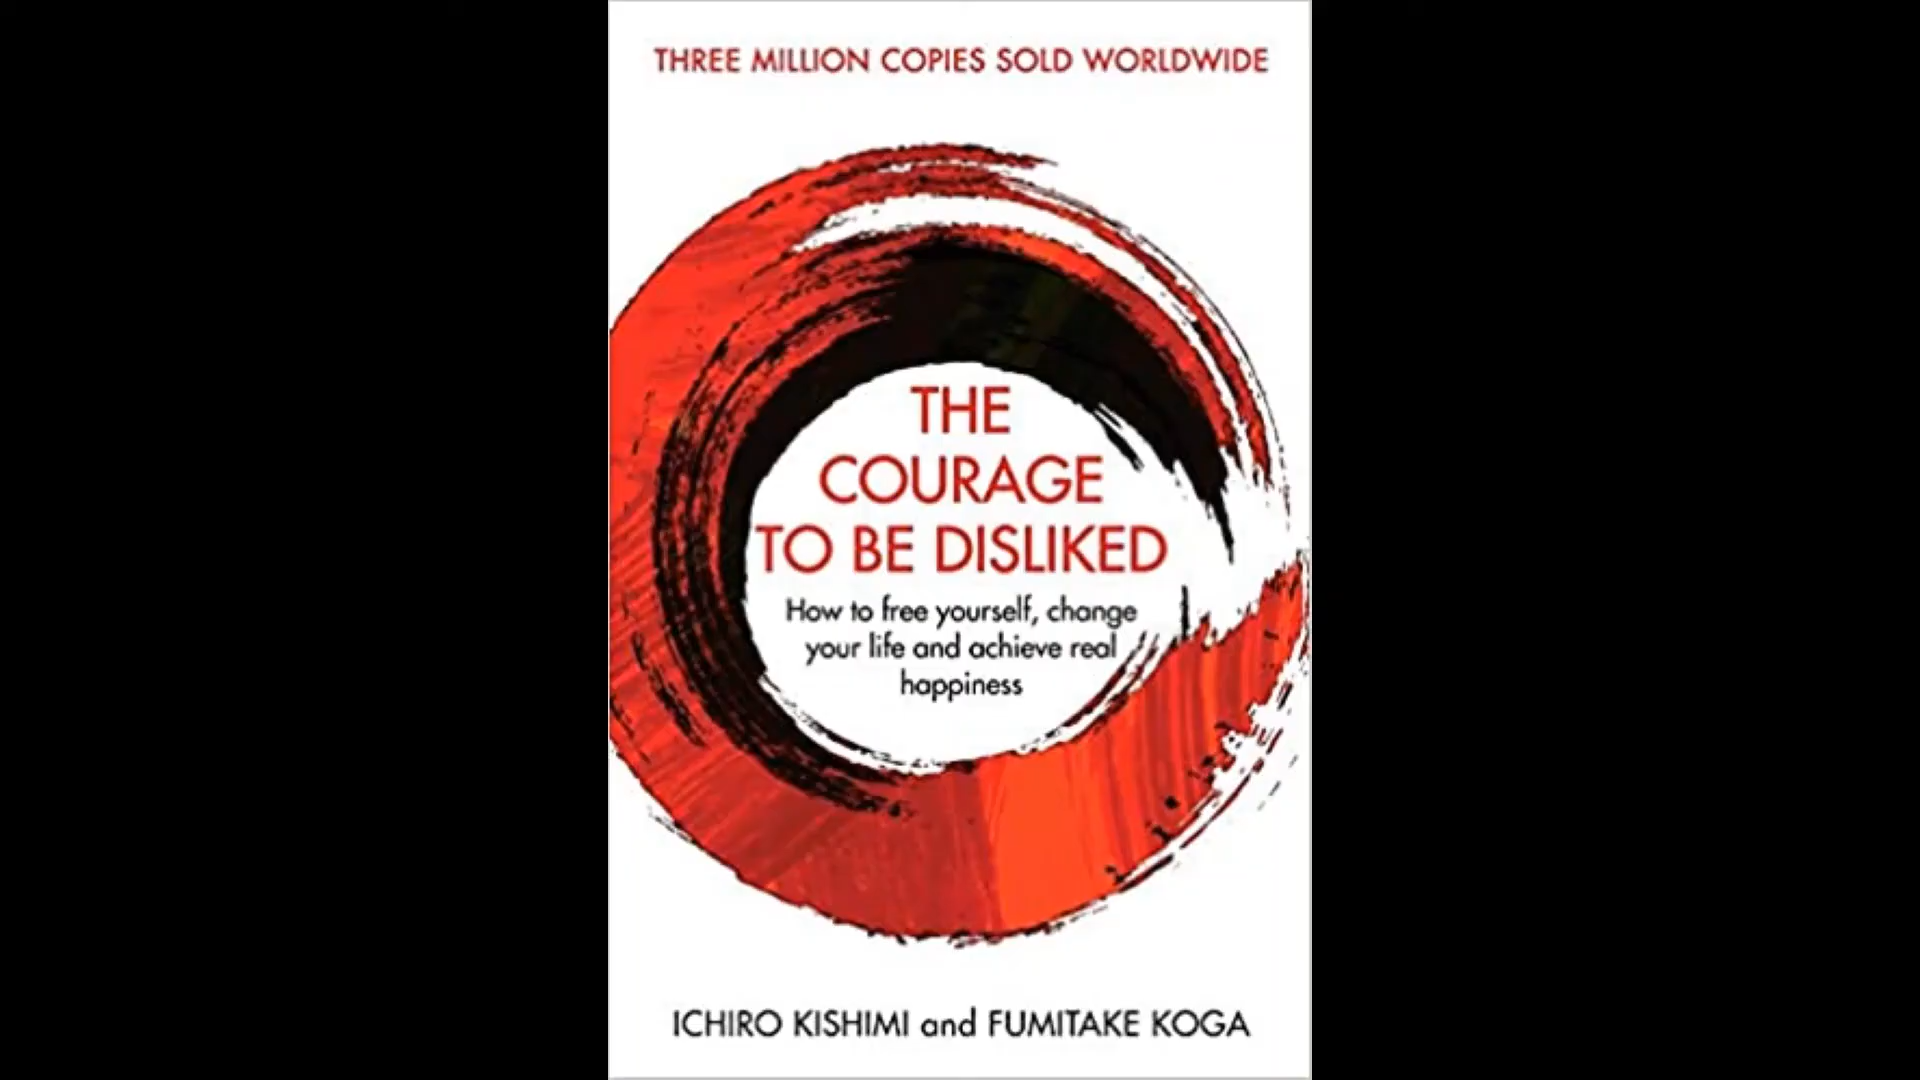 THREE MILLION COPIES SOLD WORLDWIDE
THE
COURAGE
TO BE DISLIKED
How to free yourself, change
your life and achieve real
happiness
ICHIRO KISHIMI and FUMITAKE KOGA